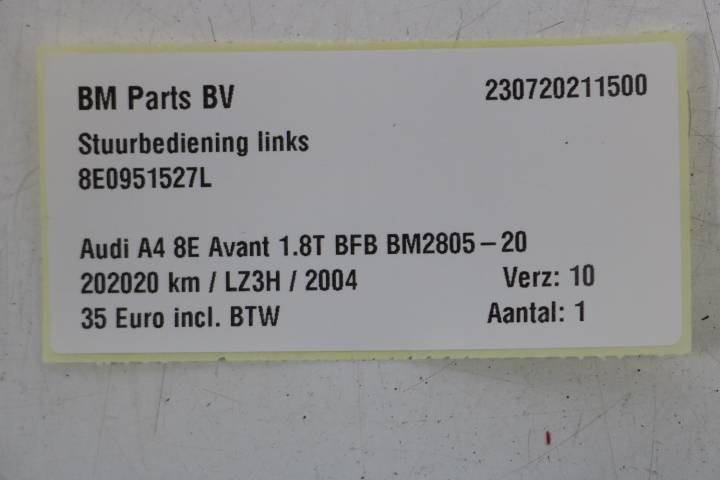 BM Parts BV 230720211500
Stuurbediening links
8E0951527L
Audi A4 8E Avant 1.8T BFB BM2805-20
202020 km / LZ3H / 2004 Verz: 10
35 Euro incl. BTW Aantal: 1